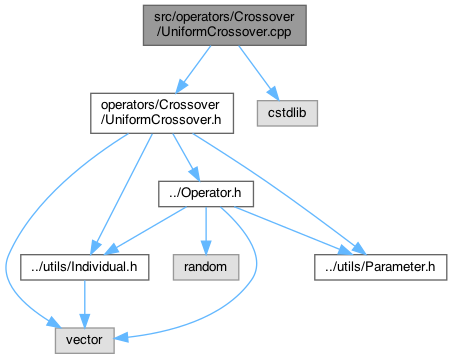 src/operators/Crossover
/UniformCrossover.cpp
operators/Crossover
/UniformCrossover.h
cstdlib
../Operator.h
../utils/Individual.h
random
../utils/Parameter.h
vector